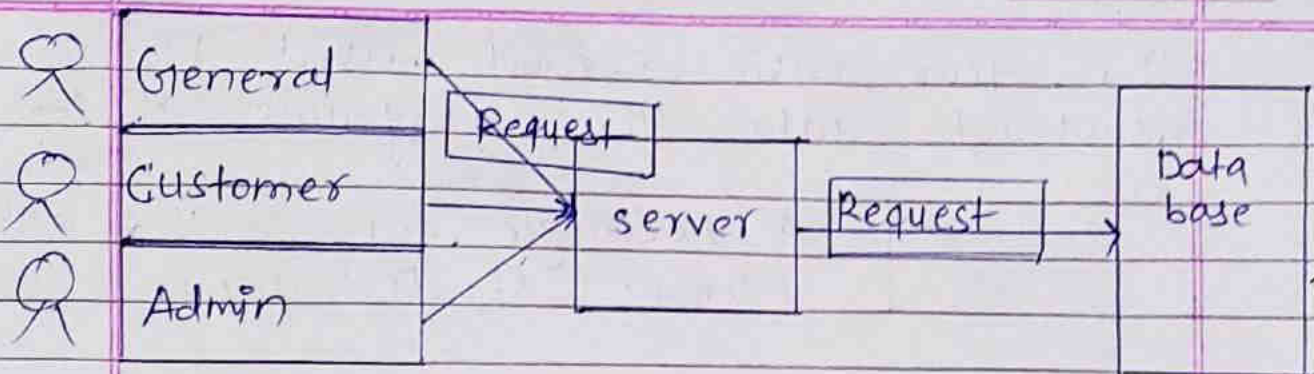 General
Request
Customer
server
Request
Data
base
Admin